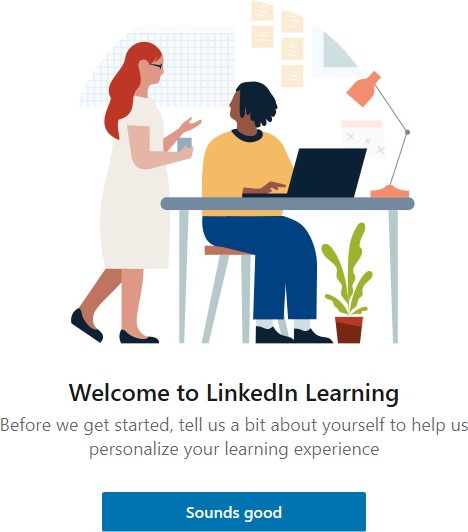 Welcome to LinkedIn Learning
Before we get started, tell us a bit about yourself to help us
personalize your learning experience
Sounds good